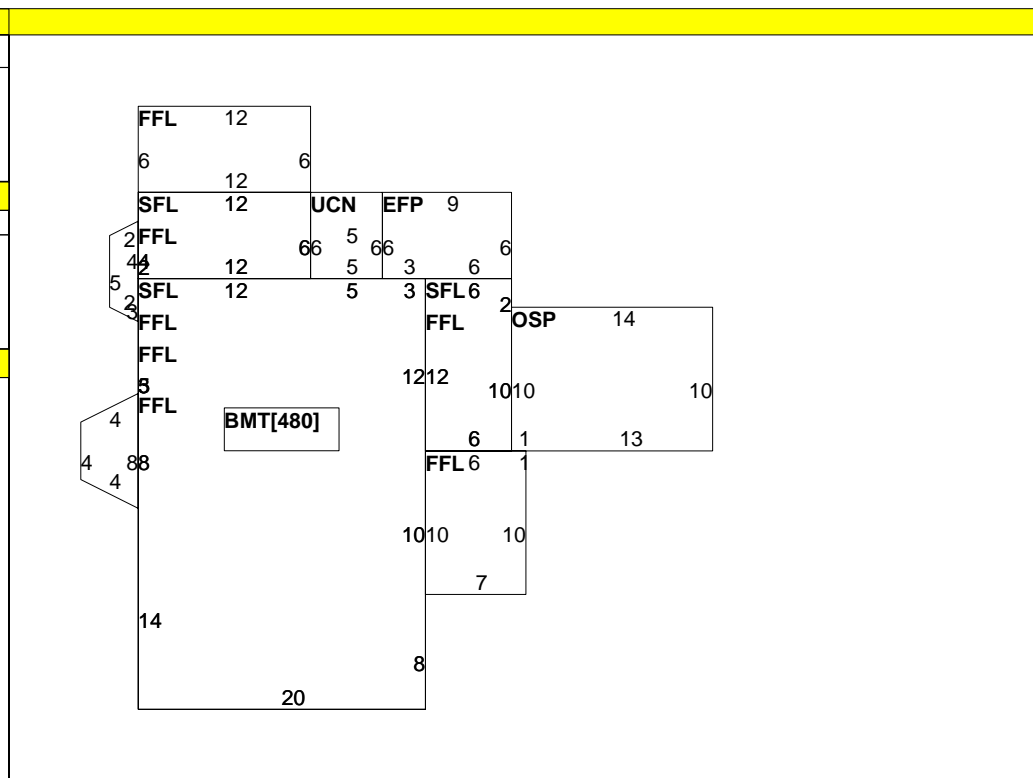 FFL 12
6 6
12
SFL 12 UCN EFP 9
2 FFL 66 5 66 6
44 2 12 5 3 6
5 SFL 12 5 3 SFL 6
2 3 FFL FFL 2 OSP 14
FFL
5 12 12 10 10 10
4 FFL
BMT[480] 6 1 13
4 8 8 FFL 6 1
4
10 10 10
7
14
8
20